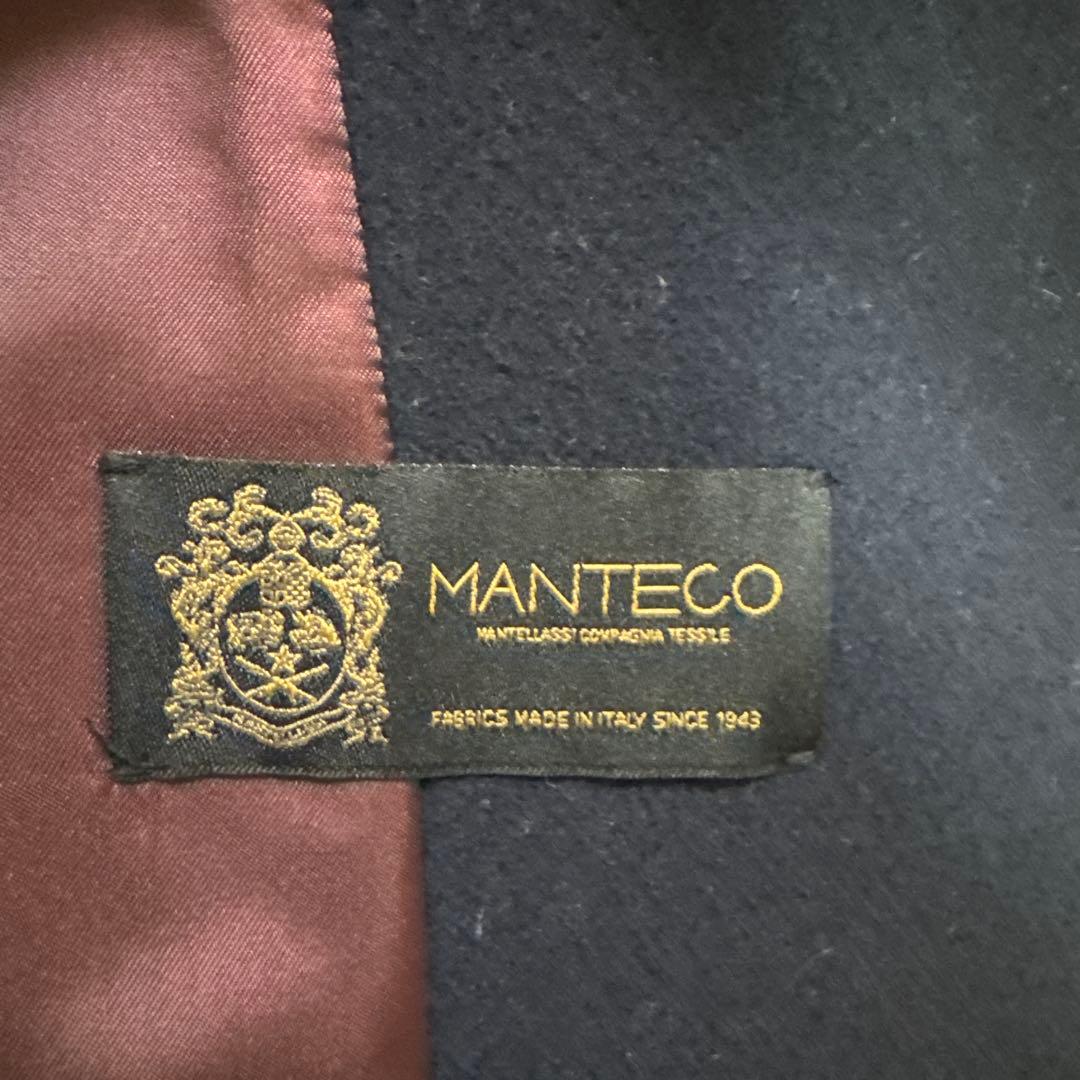 MANTECO
MANTELLASSI COMPAGNIA TESSILE
FABRICS MADE IN ITALY SINCE 1943